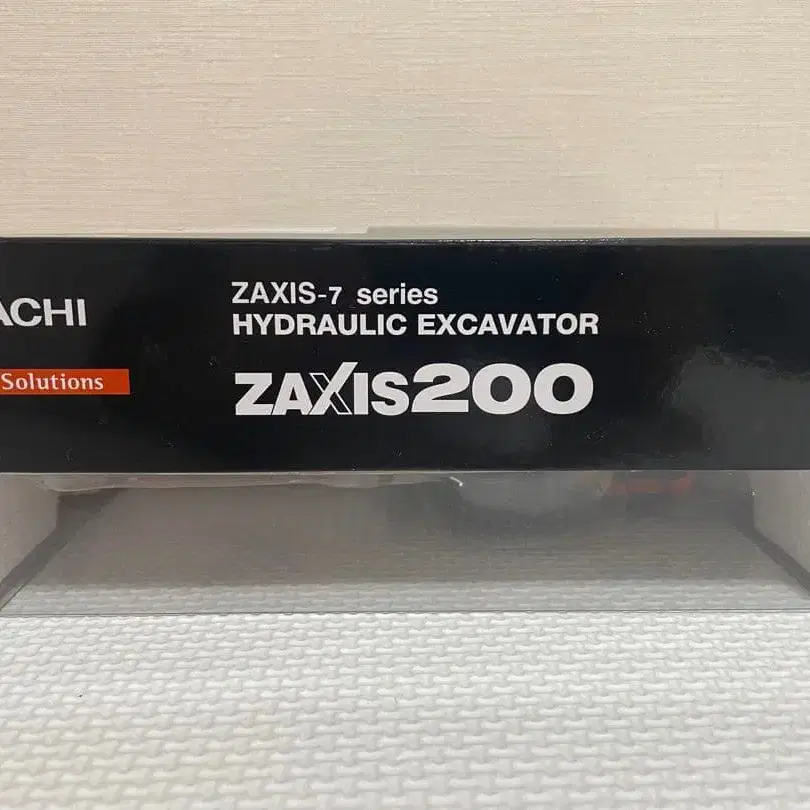 ACHI
Solutions
ZAXIS-7 series
HYDRAULIC EXCAVATOR
ZAXIS200